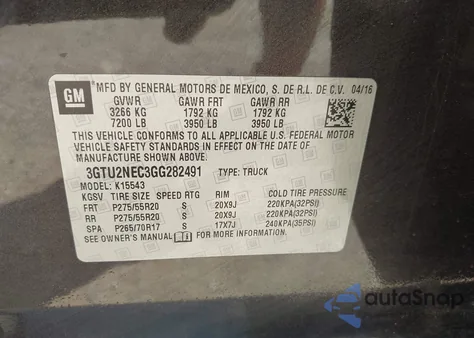 GM
MFD BY GENERAL MOTORS DE MEXICO, S. DE R.L. DE C.V. 04/16
GVWR GAWR FRT GAWR RR
3266 KG 1792 KG 1792 KG
7200 LB 3950 LB 3950 LB
THIS VEHICLE CONFORMS TO ALL APPLICABLE U.S. FEDERAL MOTOR
VEHICLE SAFETY STANDARDS IN EFFECT ON THE DATE OF
MANUFACTURE SHOWN ABOVE.
3GTU2NEC3GG282491 TYPE: TRUCK
MODEL: K15543
KGSV TIRE SIZE SPEED RTG RIM COLD TIRE PRESSURE
FRT P275/55R20 S 20X9J 220KPA(32PSI)
RR P275/55R20 S 20X9J 220KPA(32PSI)
SPA P265/70R17 S 17X7J 240KPA(35PSI)
SEE OWNER'S MANUAL FOR ADDITIONAL INFORMATION.
autoSnap